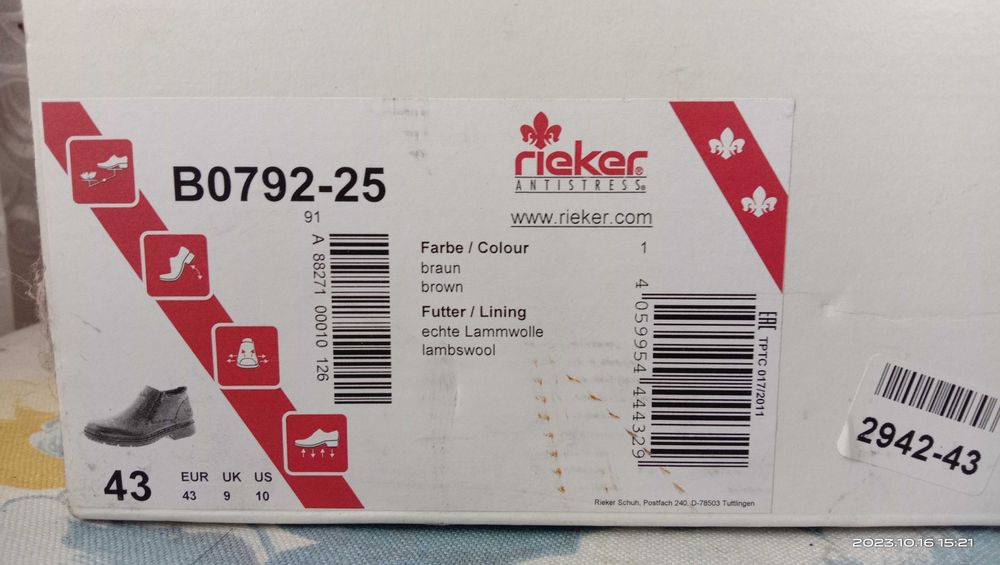 B0792-25
91
A 88271 00010 126
rieker®
ANTISTRESS®
www.rieker.com
Farbe / Colour
braun
brown
Futter / Lining
echte Lammwolle
lambswool
1
4 059954 444329
EAC
TPTC 017/2011
2942-43
43
EUR UK US
43 9 10
Rieker Schuh, Postfach 240, D-78503 Tuttlingen
2023.10.16 15:21